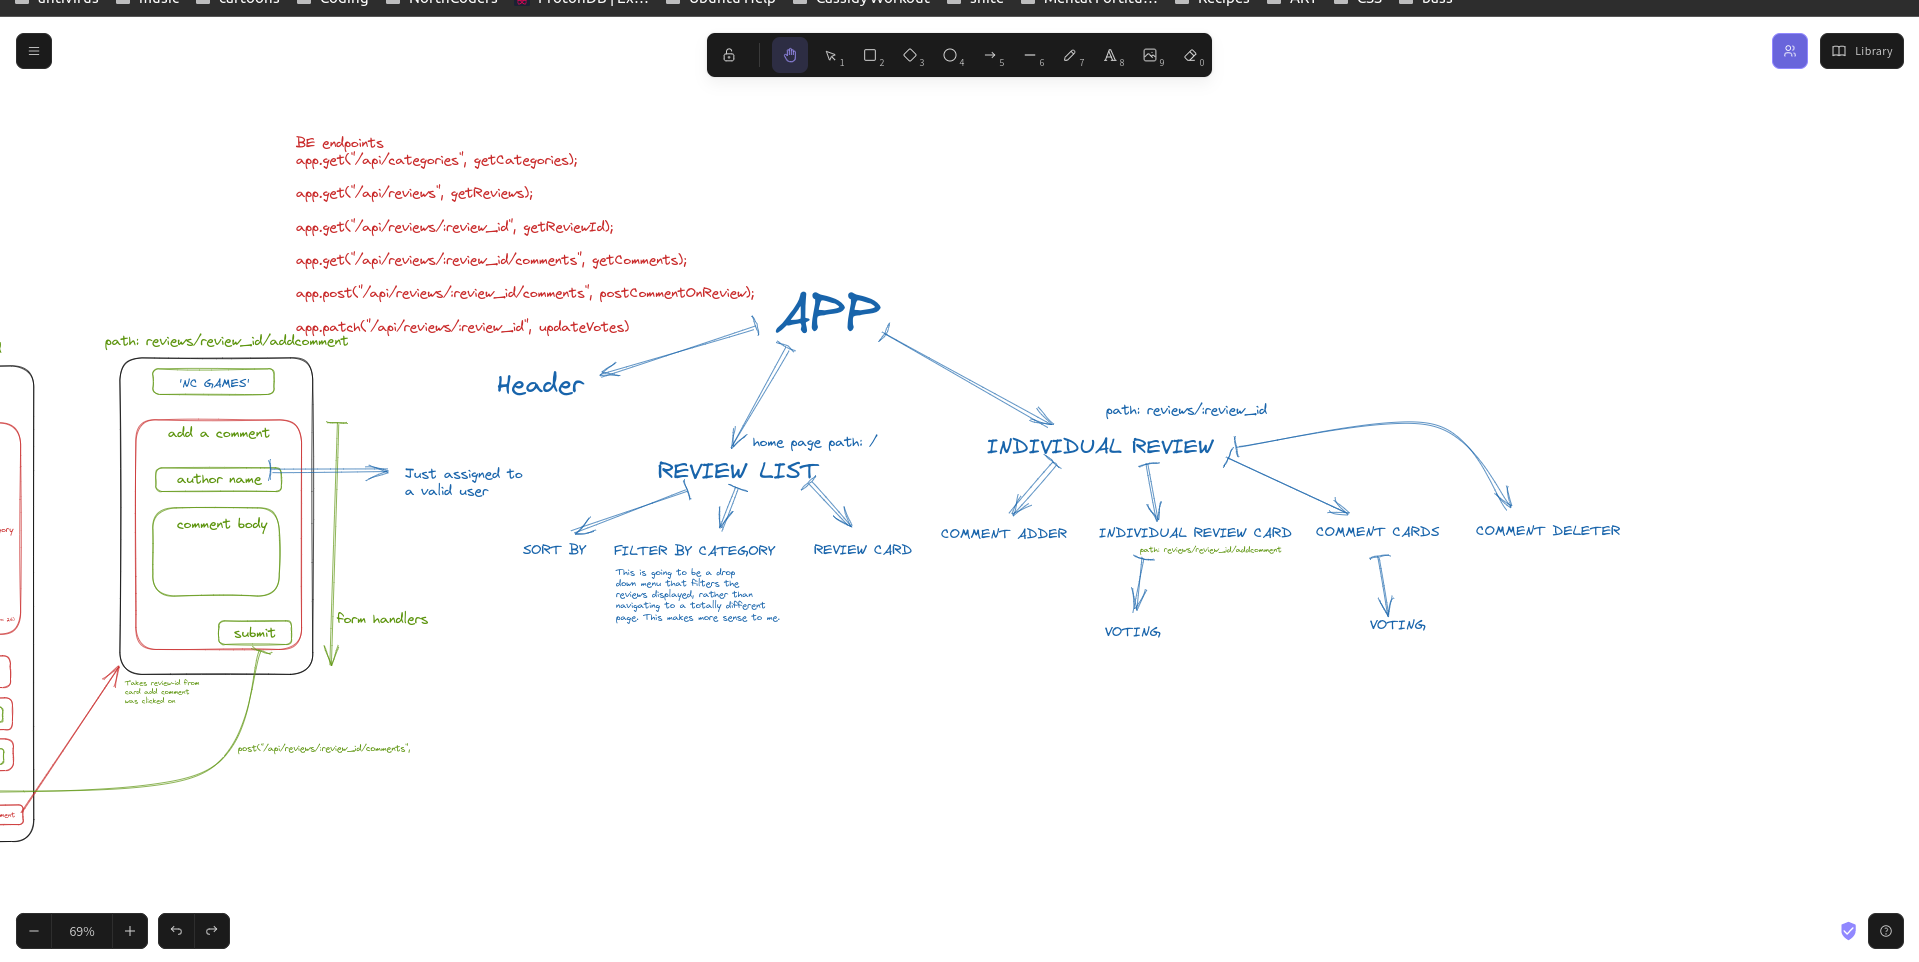 antivirus music cartoons Coding NorthCoders ProtonDB | Ex... Ubuntu Help CassidyWorkout shite Mental Fortitu... Recipes ART CSS Bass
1 2 3 4 5 6 7 8 9 0
Library
BE endpoints
app.get("/api/categories", getCategories);
app.get("/api/reviews", getReviews);
app.get("/api/reviews/:review_id", getReviewId);
app.get("/api/reviews/:review_id/comments", getComments);
app.post("/api/reviews/:review_id/comments", postCommentOnReview);
app.patch("/api/reviews/:review_id", updateVotes)
path: reviews/review_id/addcomment
'NC GAMES'
add a comment
author name
comment body
submit
Just assigned to
a valid user
form handlers
Takes review-id from
card add comment
was clicked on
post("/api/reviews/:review_id/comments",
APP
Header
home page path: /
REVIEW LIST
SORT BY
FILTER BY CATEGORY
REVIEW CARD
This is going to be a drop
down menu that filters the
reviews displayed, rather than
navigating to a totally different
page. This makes more sense to me.
path: reviews/:review_id
INDIVIDUAL REVIEW
COMMENT ADDER
INDIVIDUAL REVIEW CARD
path: reviews/review_id/addcomment
COMMENT CARDS
COMMENT DELETER
VOTING
VOTING
69%